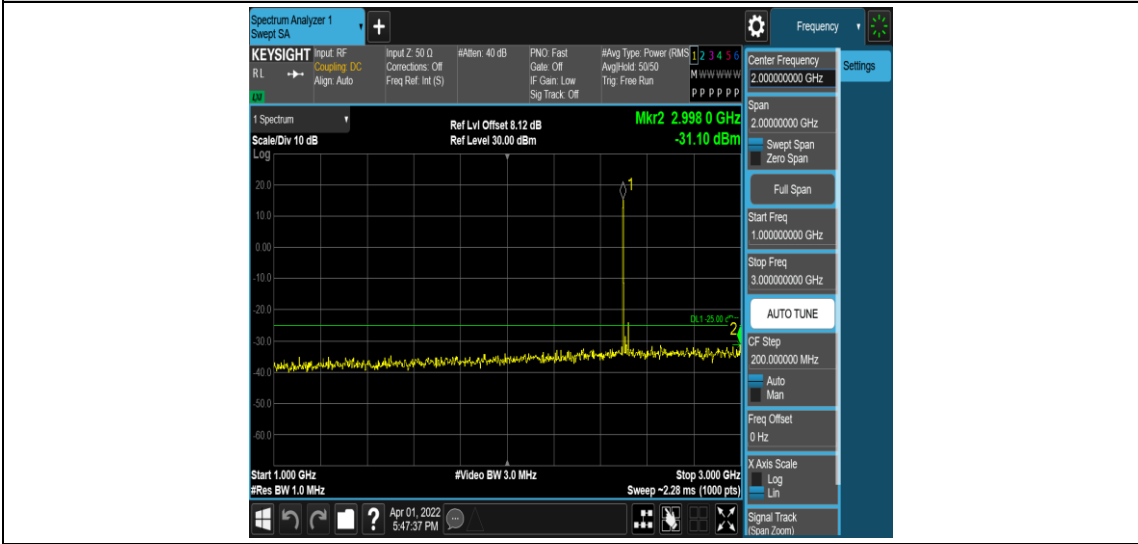 Spectrum Analyzer 1
Swept SA
+
Frequency
KEYSIGHT
RL
Input: RF
Coupling: DC
Align: Auto
Input Z: 50 Ω
Corrections: Off
Freq Ref: Int (S)
#Atten: 40 dB
PNO: Fast
Gate: Off
IF Gain: Low
Sig Track: Off
#Avg Type: Power (RMS
Avg|Hold: 50/50
Trig: Free Run
1 2 3 4 5 6
M W W W W W
P P P P P P
1 Spectrum
Scale/Div 10 dB
Log
Ref Lvl Offset 8.12 dB
Ref Level 30.00 dBm
Mkr2 2.998 0 GHz
-31.10 dBm
20.0
10.0
0.00
-10.0
-20.0
-30.0
-40.0
-50.0
-60.0
1
DL1 -25.00
2
Start 1.000 GHz
#Res BW 1.0 MHz
#Video BW 3.0 MHz
Stop 3.000 GHz
Sweep ~2.28 ms (1000 pts)
?
Apr 01, 2022
5:47:37 PM
Center Frequency
2.000000000 GHz
Span
2.00000000 GHz
Swept Span
Zero Span
Full Span
Start Freq
1.000000000 GHz
Stop Freq
3.000000000 GHz
AUTO TUNE
CF Step
200.000000 MHz
Auto
Man
Freq Offset
0 Hz
X Axis Scale
Log
Lin
Signal Track
(Span Zoom)
Settings